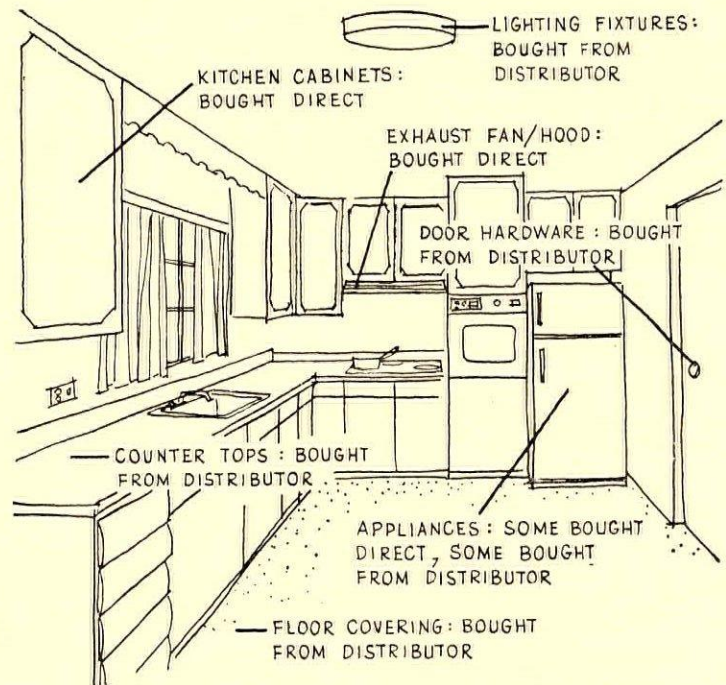 LIGHTING FIXTURES:
BOUGHT FROM
DISTRIBUTOR
KITCHEN CABINETS:
BOUGHT DIRECT
EXHAUST FAN/HOOD:
BOUGHT DIRECT
DOOR HARDWARE: BOUGHT
FROM DISTRIBUTOR
COUNTER TOPS: BOUGHT
FROM DISTRIBUTOR
APPLIANCES: SOME BOUGHT
DIRECT, SOME BOUGHT
FROM DISTRIBUTOR
FLOOR COVERING: BOUGHT
FROM DISTRIBUTOR